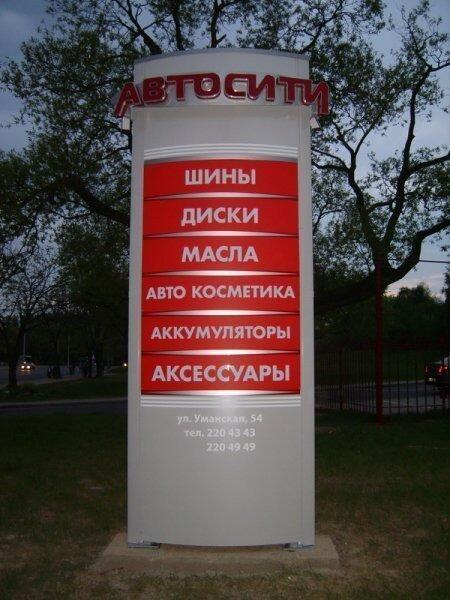 АВТОСИТИ
ШИНЫ
ДИСКИ
МАСЛА
АВТО КОСМЕТИКА
АККУМУЛЯТОРЫ
АКСЕССУАРЫ
ул. Уманская, 54
тел. 220 43 43
220 49 49